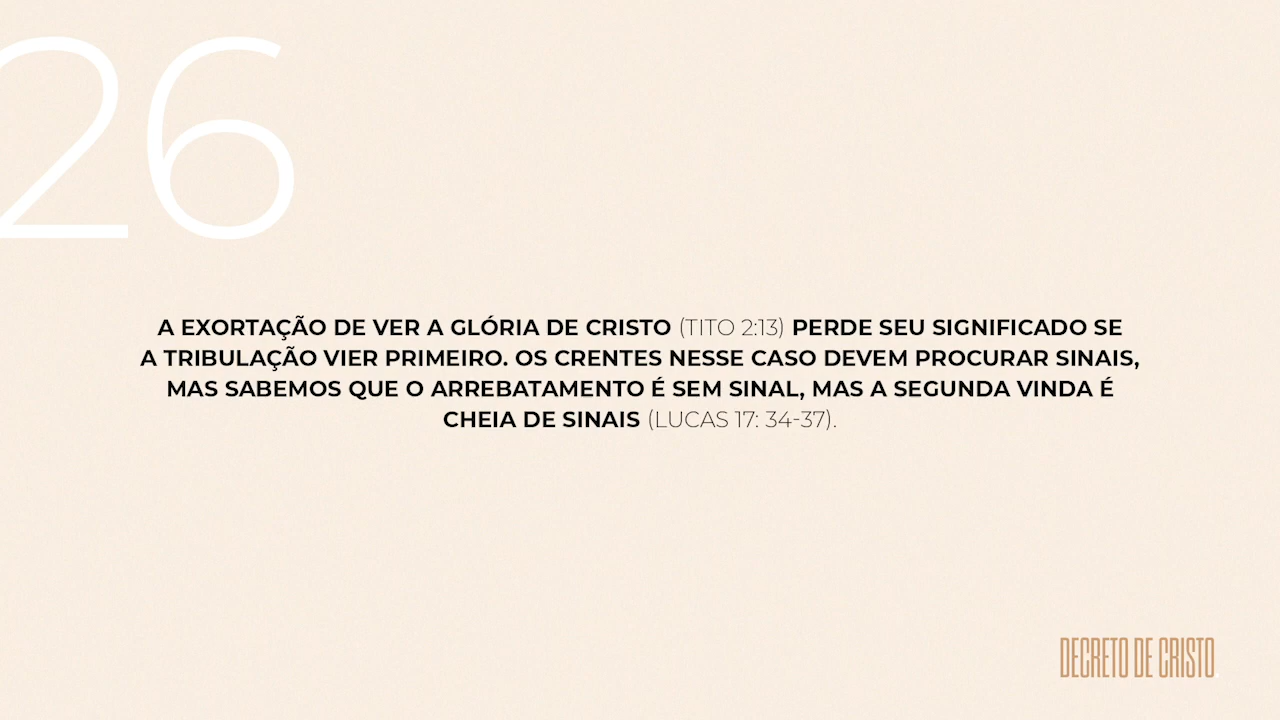 26
A EXORTAÇÃO DE VER A GLÓRIA DE CRISTO (TITO 2:13) PERDE SEU SIGNIFICADO SE
A TRIBULAÇÃO VIER PRIMEIRO. OS CRENTES NESSE CASO DEVEM PROCURAR SINAIS,
MAS SABEMOS QUE O ARREBATAMENTO É SEM SINAL, MAS A SEGUNDA VINDA É
CHEIA DE SINAIS (LUCAS 17: 34-37).
DECRETO DE CRISTO